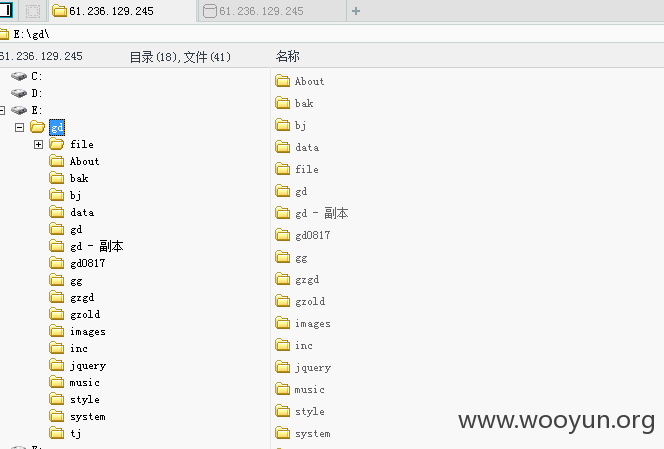 61.236.129.245 61.236.129.245
E:\gd\
61.236.129.245 目录(18),文件(41) 名称
C:
D:
E:
gd
file
About
bak
bj
data
gd
gd - 副本
gd0817
gg
gzgd
gzold
images
inc
jquery
music
style
system
tj
About
bak
bj
data
file
gd
gd - 副本
gd0817
gg
gzgd
gzold
images
inc
jquery
music
style
system
www.wooyun.org